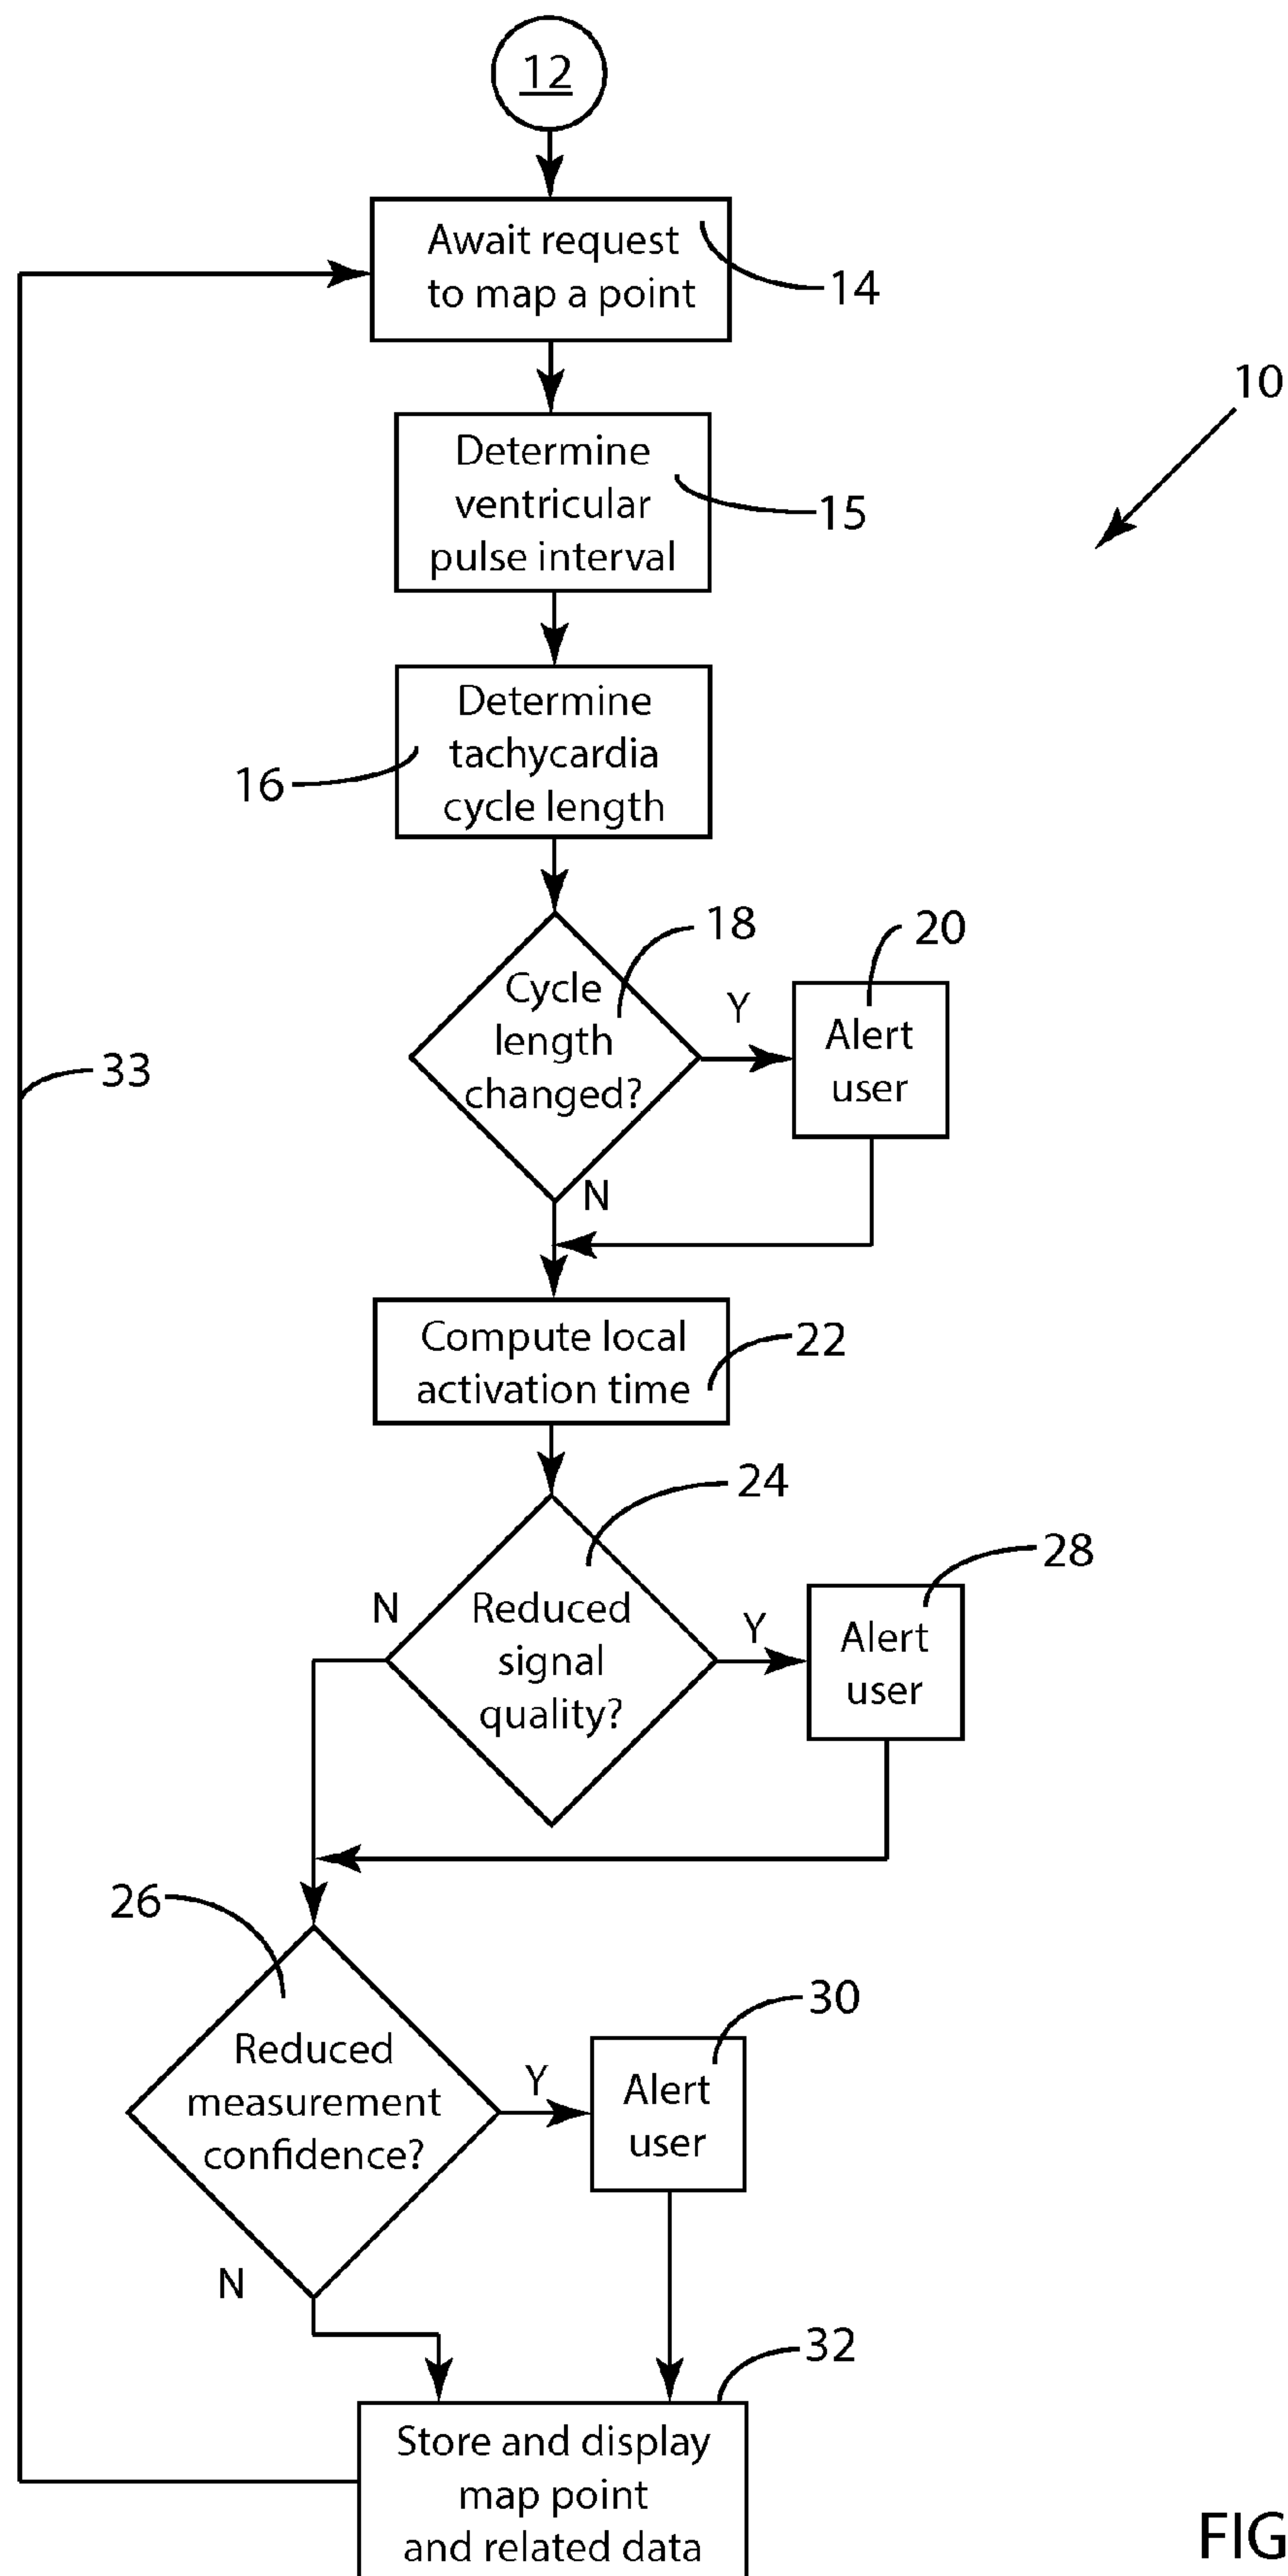 12
Await request
to map a point
14
10
Determine
ventricular
pulse interval
15
Determine
tachycardia
cycle length
16
18
20
Cycle
length
changed?
Y
Alert
user
33
N
Compute local
activation time
22
24
28
N
Reduced
signal
quality?
Y
Alert
user
26
30
Reduced
measurement
confidence?
Y
Alert
user
N
32
Store and display
map point
and related data
FIG